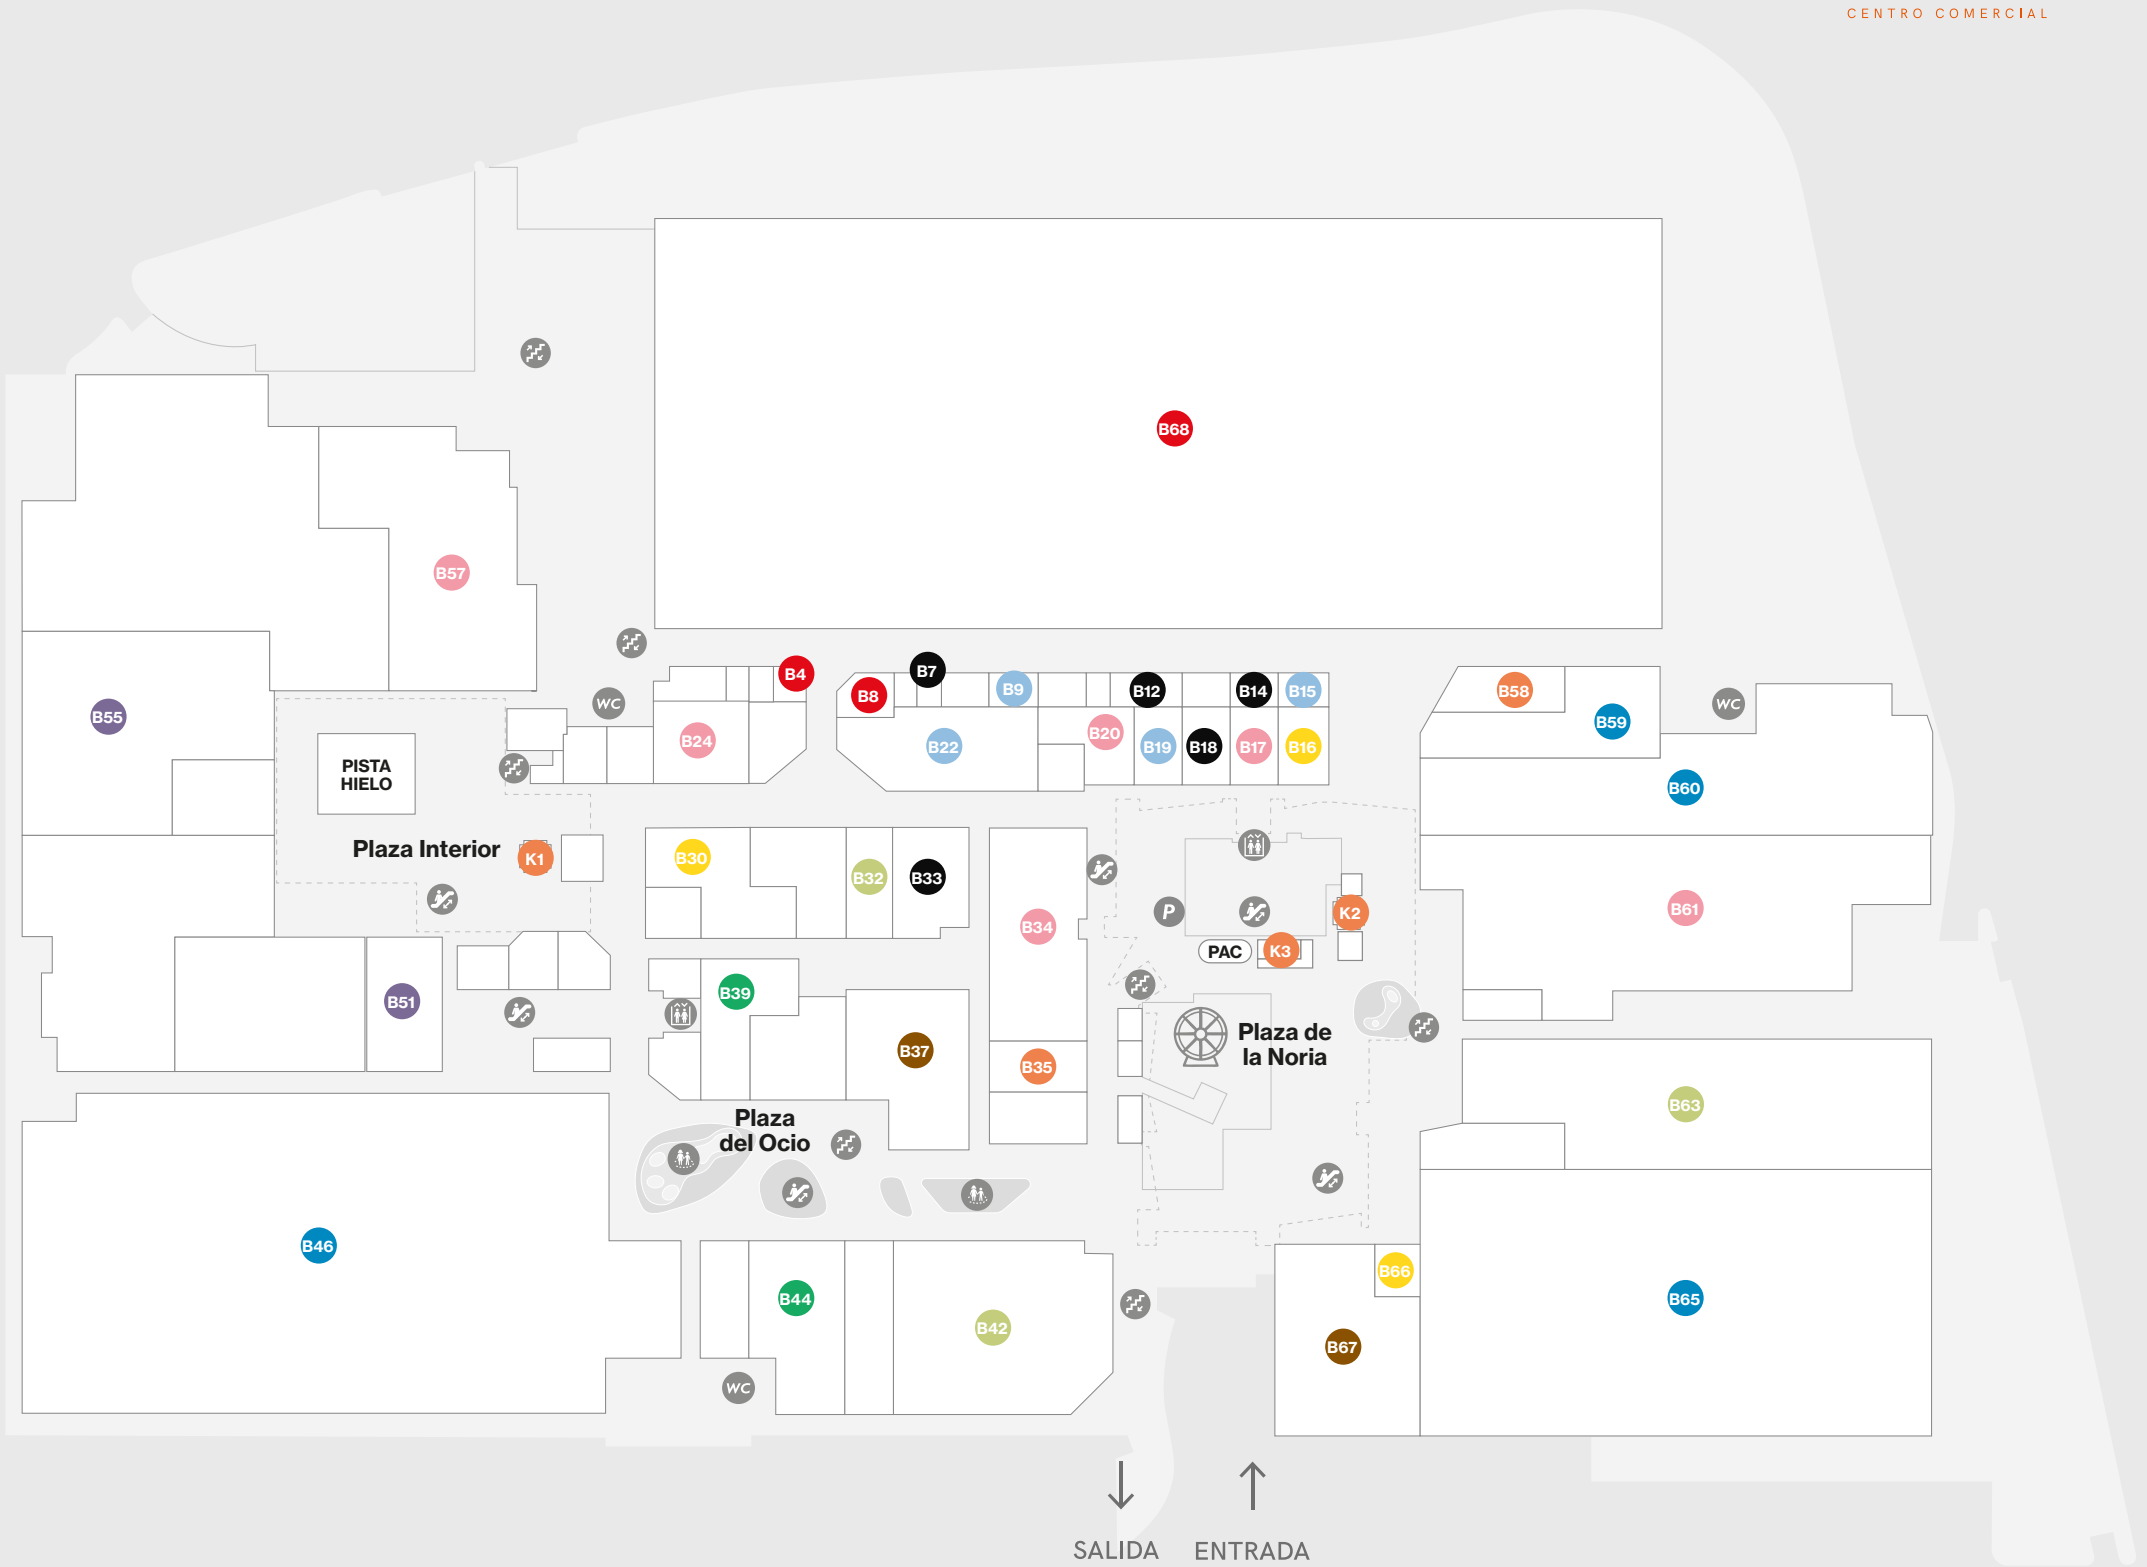 CENTRO COMERCIAL
B68
B57
B4
B7
B8
B9
B12
B14
B15
B58
WC
WC
B55
B59
B24
B22
B20
B19
B18
B17
B16
PISTA
HIELO
B60
Plaza Interior
K1
B30
B32
B33
B34
P
K2
B61
PAC
K3
B51
B39
B37
B35
Plaza de
la Noria
Plaza
del Ocio
B63
B46
B44
B42
B66
B65
B67
WC
SALIDA
ENTRADA